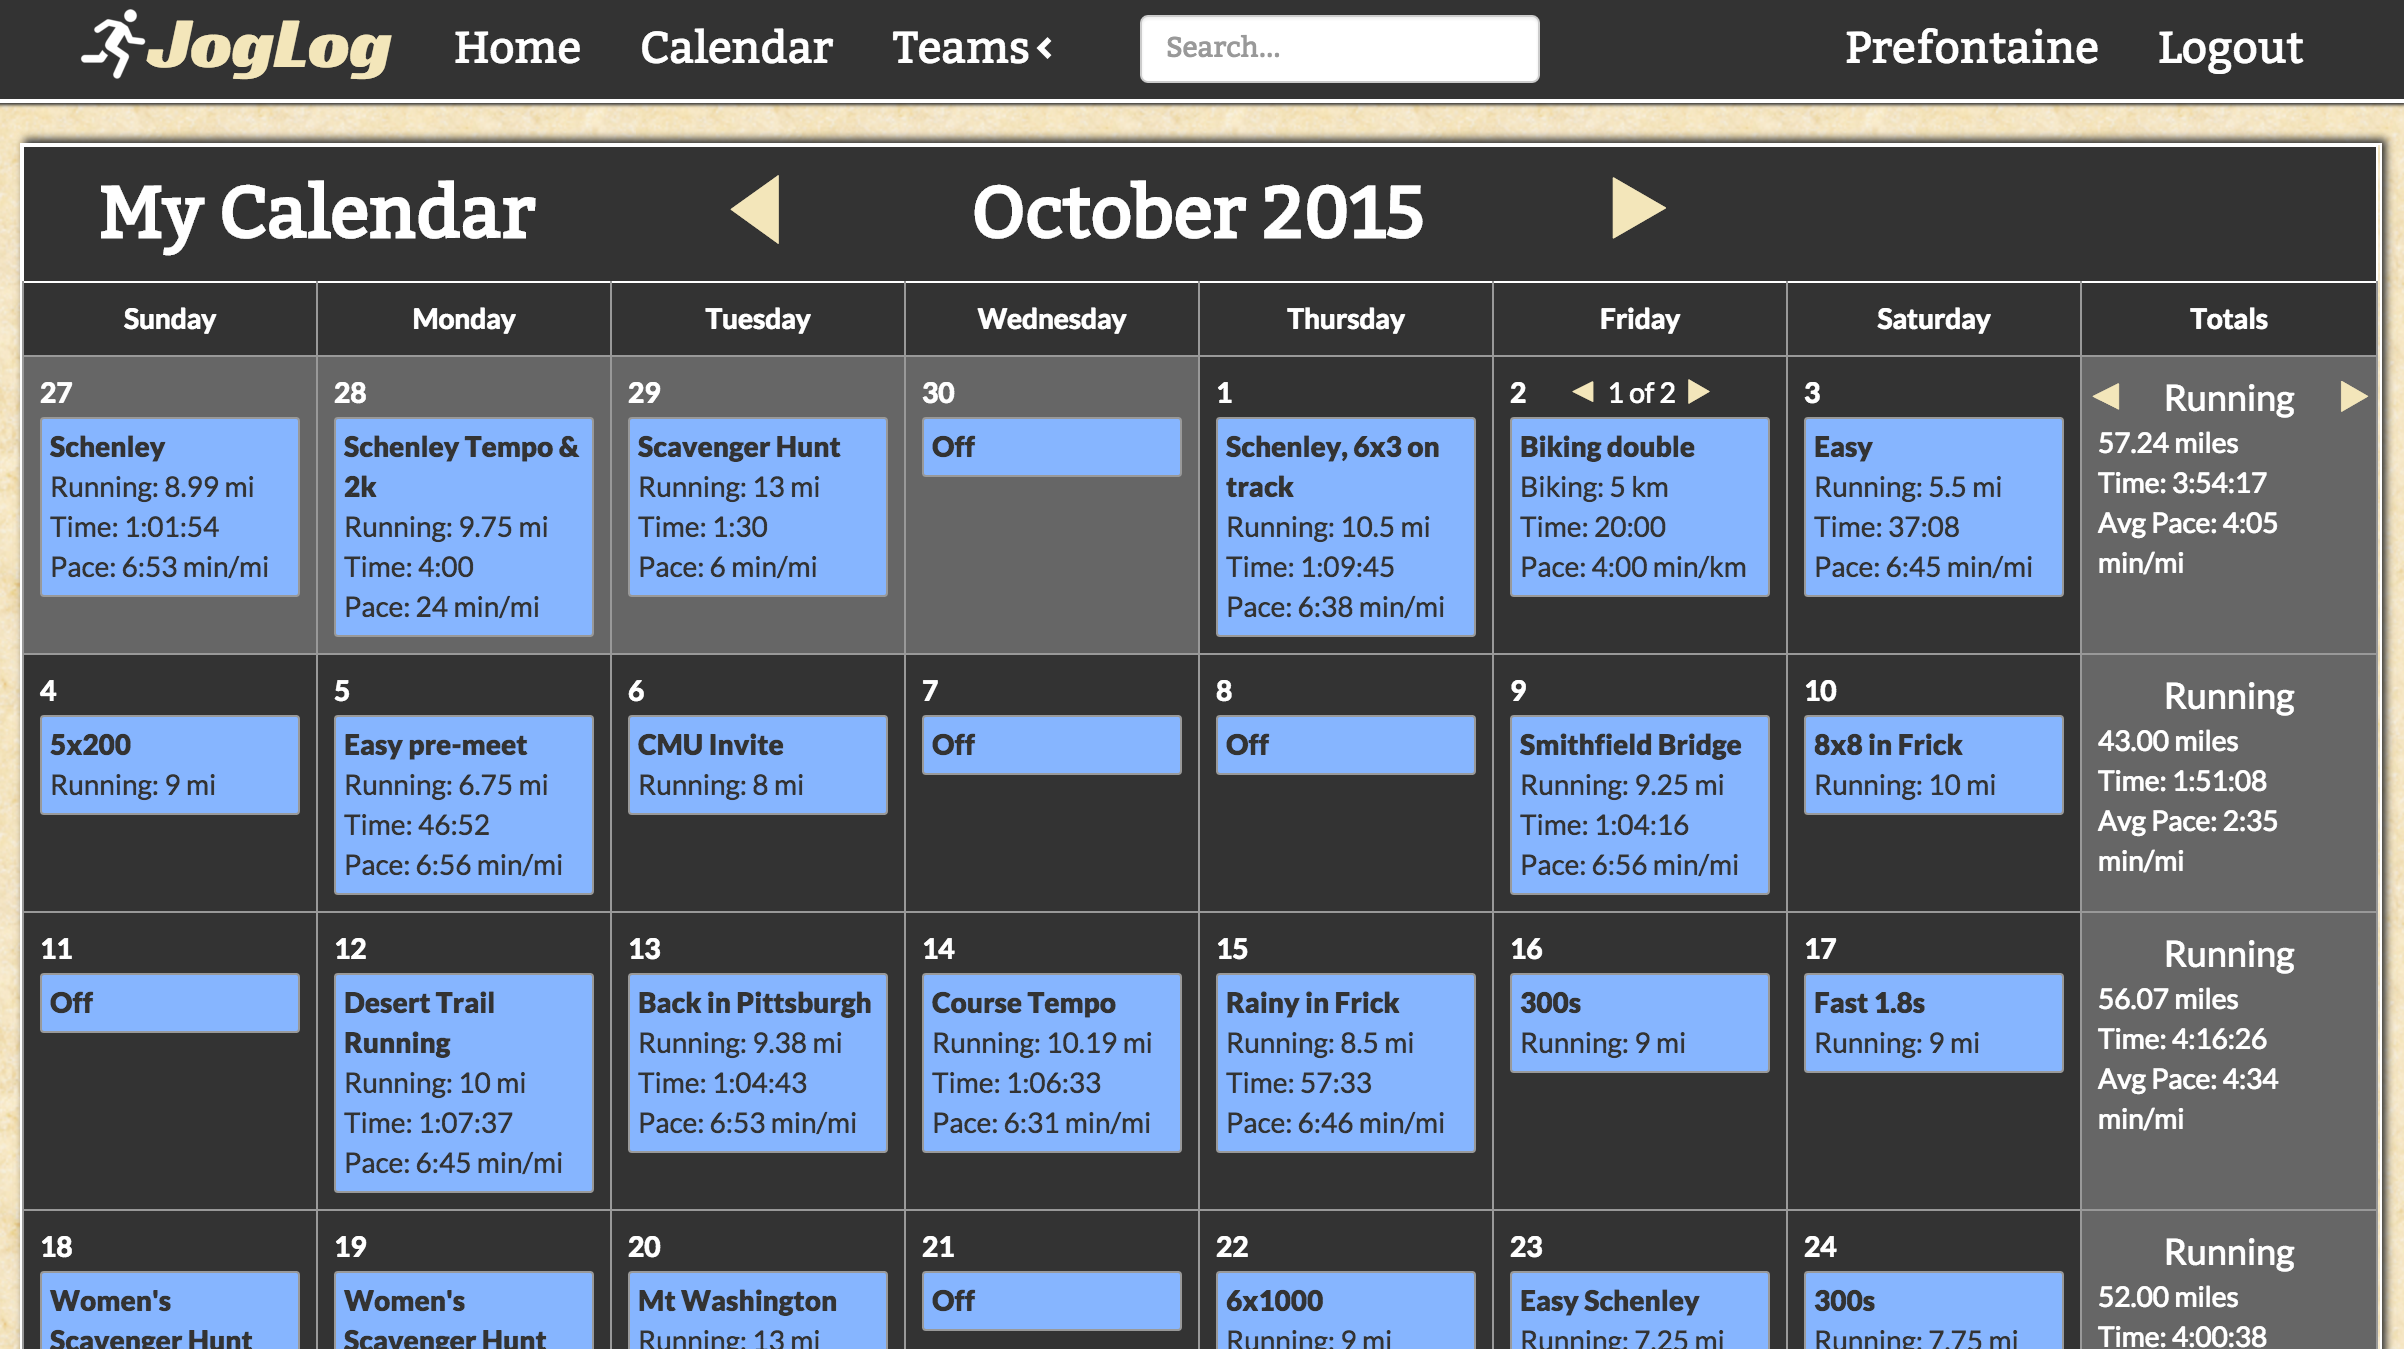 JogLog Home Calendar Teams Search... Prefontaine Logout
My Calendar October 2015
Sunday Monday Tuesday Wednesday Thursday Friday Saturday Totals
27
Schenley
Running: 8.99 mi
Time: 1:01:54
Pace: 6:53 min/mi
28
Schenley Tempo &
2k
Running: 9.75 mi
Time: 4:00
Pace: 24 min/mi
29
Scavenger Hunt
Running: 13 mi
Time: 1:30
Pace: 6 min/mi
30
Off
1
Schenley, 6x3 on
track
Running: 10.5 mi
Time: 1:09:45
Pace: 6:38 min/mi
2 1 of 2
Biking double
Biking: 5 km
Time: 20:00
Pace: 4:00 min/km
3
Easy
Running: 5.5 mi
Time: 37:08
Pace: 6:45 min/mi
Running
57.24 miles
Time: 3:54:17
Avg Pace: 4:05
min/mi
4
5x200
Running: 9 mi
5
Easy pre-meet
Running: 6.75 mi
Time: 46:52
Pace: 6:56 min/mi
6
CMU Invite
Running: 8 mi
7
Off
8
Off
9
Smithfield Bridge
Running: 9.25 mi
Time: 1:04:16
Pace: 6:56 min/mi
10
8x8 in Frick
Running: 10 mi
Running
43.00 miles
Time: 1:51:08
Avg Pace: 2:35
min/mi
11
Off
12
Desert Trail
Running
Running: 10 mi
Time: 1:07:37
Pace: 6:45 min/mi
13
Back in Pittsburgh
Running: 9.38 mi
Time: 1:04:43
Pace: 6:53 min/mi
14
Course Tempo
Running: 10.19 mi
Time: 1:06:33
Pace: 6:31 min/mi
15
Rainy in Frick
Running: 8.5 mi
Time: 57:33
Pace: 6:46 min/mi
16
300s
Running: 9 mi
17
Fast 1.8s
Running: 9 mi
Running
56.07 miles
Time: 4:16:26
Avg Pace: 4:34
min/mi
18
Women's
Scavenger Hunt
19
Women's
Scavenger Hunt
20
Mt Washington
Running: 13 mi
21
Off
22
6x1000
Running: 9 mi
23
Easy Schenley
Running: 7.25 mi
24
300s
Running: 7.75 mi
Running
52.00 miles
Time: 4:00:38